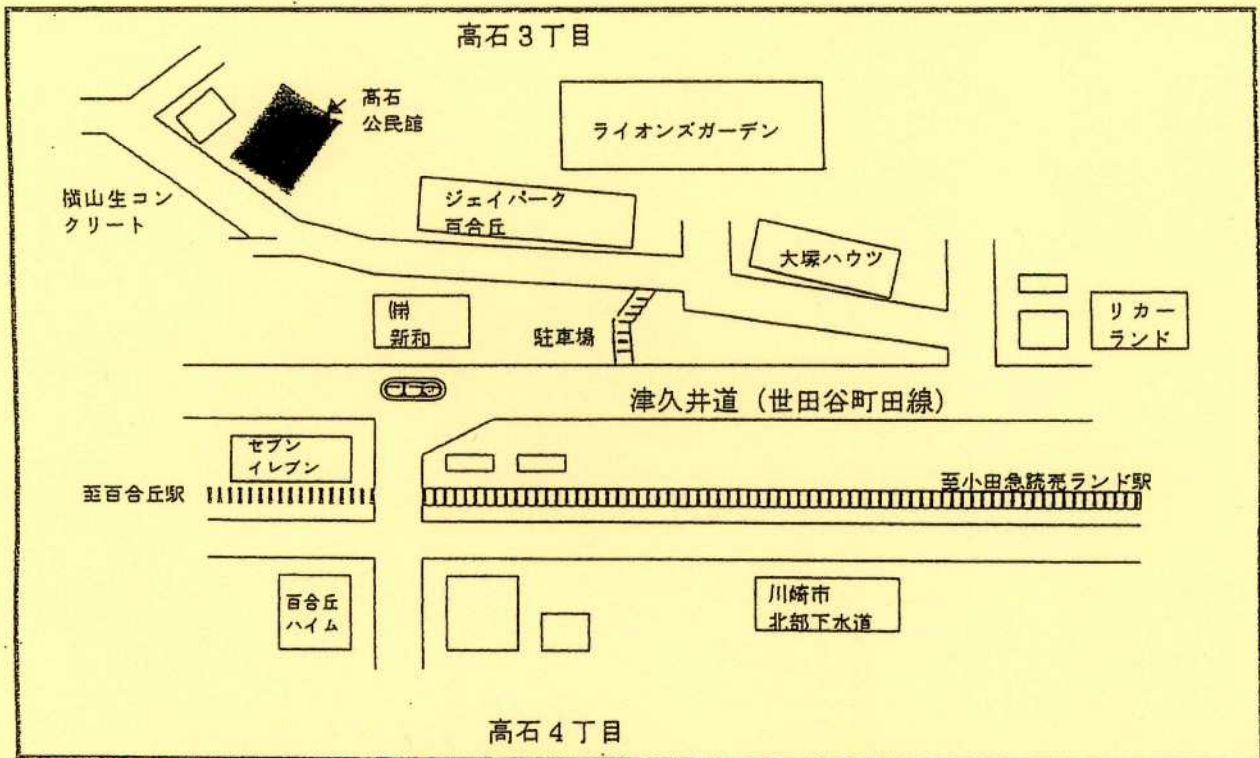 高石3丁目
高石
公民館
ライオンズガーデン
横山生コン
クリート
ジェイパーク
百合丘
大塚ハウツ
㈱
新和
駐車場
リカー
ランド
津久井道（世田谷町田線）
セブン
イレブン
至百合丘駅
至小田急読売ランド駅
百合丘
ハイム
川崎市
北部下水道
高石4丁目